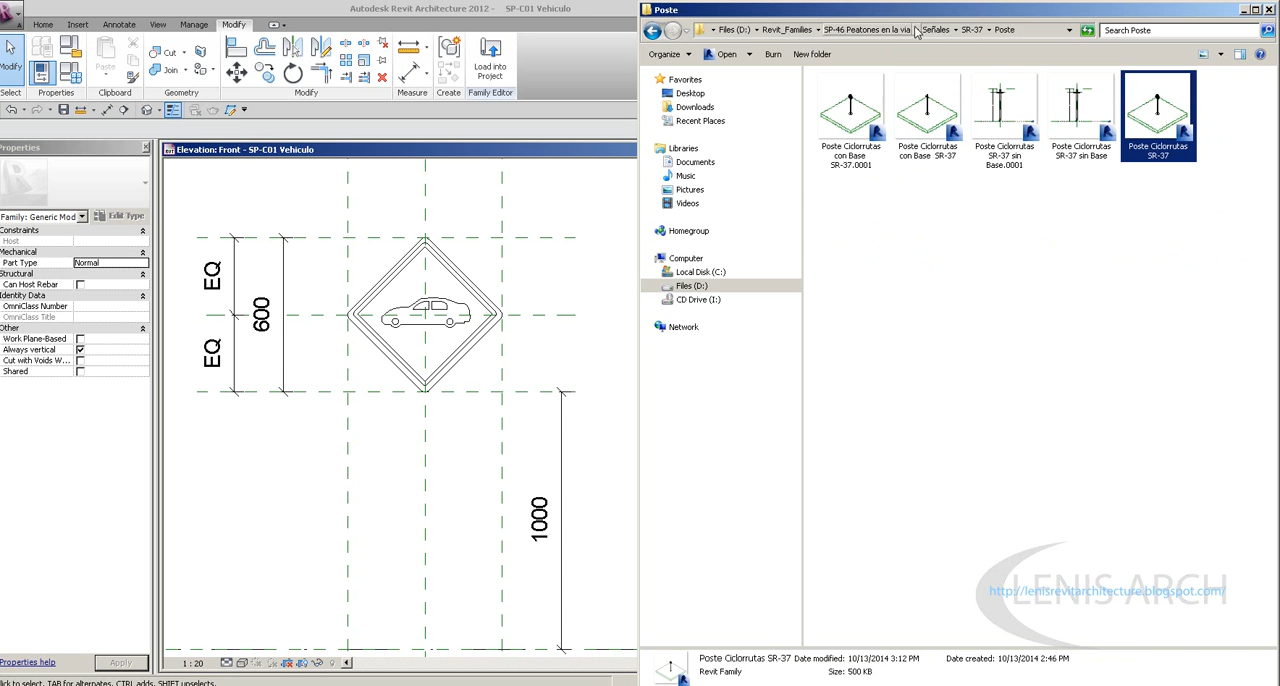 Autodesk Revit Architecture 2012 - SP-C01 Vehiculo
Home Insert Annotate View Manage Modify
Modify
Paste
Cut
Join
Load into
Project
Select Properties Clipboard Geometry Modify Measure Create Family Editor
Properties
Family: Generic Mod
Edit Type
Constraints
Host
Mechanical
Part Type
Normal
Structural
Can Host Rebar
Identity Data
OmniClass Number
OmniClass Title
Other
Work Plane-Based
Always vertical
Cut with Voids W...
Shared
Properties help
Apply
Elevation: Front - SP-C01 Vehiculo
EQ
EQ
600
1000
1 : 20
TAB for alternates, CTRL adds, SHIFT unselects.
Poste
Files (D:) Revit_Families SP-46 Peatones en la via Señales SR-37 Poste
Search Poste
Organize Open Burn New folder
Favorites
Desktop
Downloads
Recent Places
Libraries
Documents
Music
Pictures
Videos
Homegroup
Computer
Local Disk (C:)
Files (D:)
CD Drive (I:)
Network
Poste Ciclorrutas
con Base
SR-37.0001
Poste Ciclorrutas
con Base SR-37
Poste Ciclorrutas
SR-37 sin
Base.0001
Poste Ciclorrutas
SR-37 sin Base
Poste Ciclorrutas
SR-37
LENIS ARCH
http://lenisrevitarchitecture.blogspot.com/
Poste Ciclorrutas SR-37 Date modified: 10/13/2014 3:12 PM Date created: 10/13/2014 2:46 PM
Revit Family Size: 500 KB